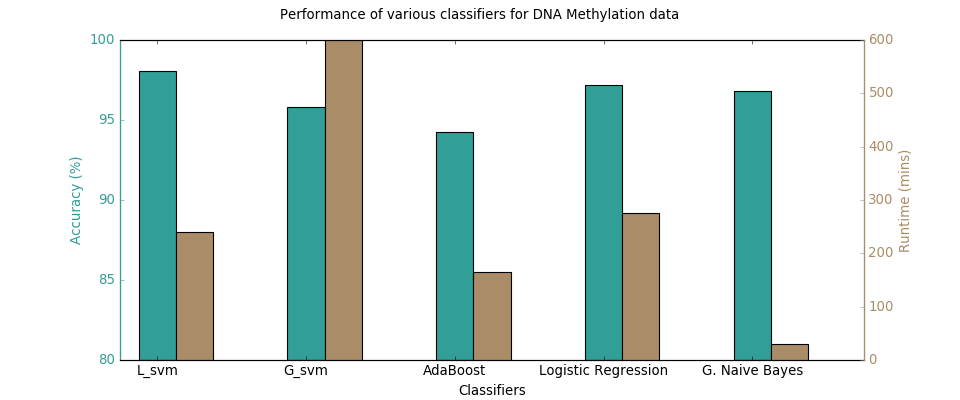 Performance of various classifiers for DNA Methylation data
100
95
90
85
80
Accuracy (%)
600
500
400
300
200
100
0
Runtime (mins)
L_svm G_svm AdaBoost Logistic Regression G. Naive Bayes
Classifiers